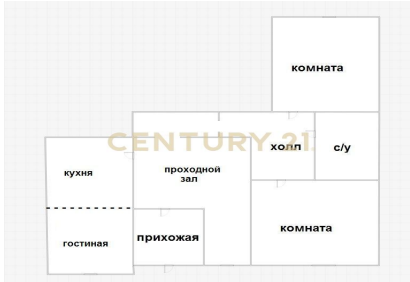 комната
CENTURY 21
холл
с/у
проходной
зал
кухня
гостиная
прихожая
комната